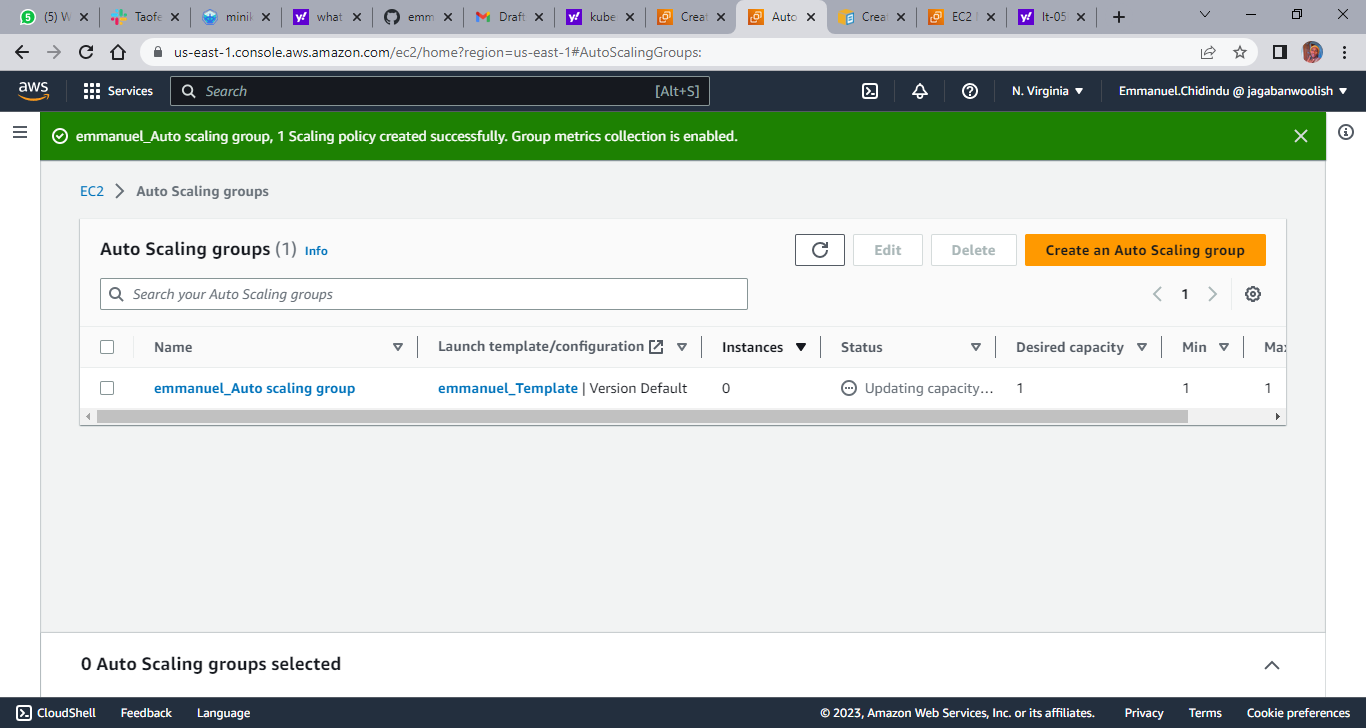 (5) W
Taofe
minil
what
emm
Draft
kube
Creat
Auto
Creat
EC2
lt-05
us-east-1.console.aws.amazon.com/ec2/home?region=us-east-1#AutoScalingGroups:
aws
Services
Search
[Alt+S]
N. Virginia
Emmanuel.Chidindu @ jagabanwoolish
emmanuel_Auto scaling group, 1 Scaling policy created successfully. Group metrics collection is enabled.
EC2 > Auto Scaling groups
Auto Scaling groups (1) Info
Edit
Delete
Create an Auto Scaling group
Search your Auto Scaling groups
1
Name Launch template/configuration Instances Status Desired capacity Min Max
emmanuel_Auto scaling group emmanuel_Template | Version Default 0 Updating capacity... 1 1 1
0 Auto Scaling groups selected
CloudShell Feedback Language © 2023, Amazon Web Services, Inc. or its affiliates. Privacy Terms Cookie preferences